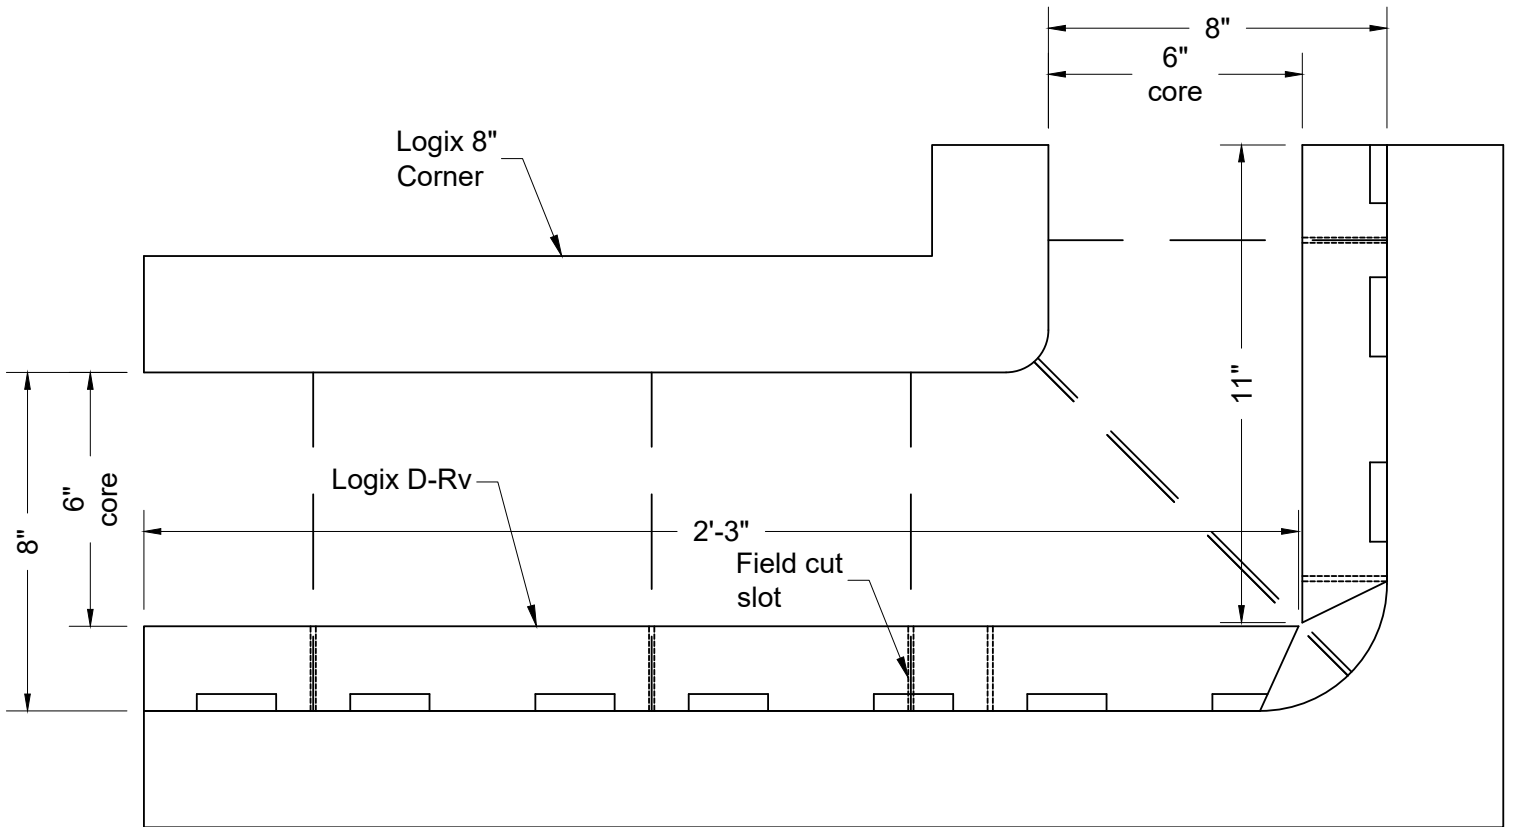 8"
6"
core
Logix 8"
Corner
11"
6"
core
8"
Logix D-Rv
2'-3"
Field cut
slot